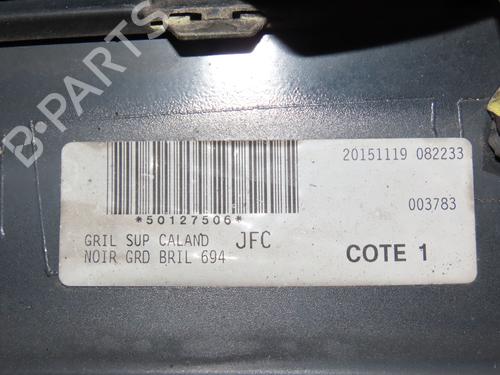 20151119 082233
003783
*50127506*
GRIL SUP CALAND JFC
NOIR GRD BRIL 694
COTE 1
B-Parts